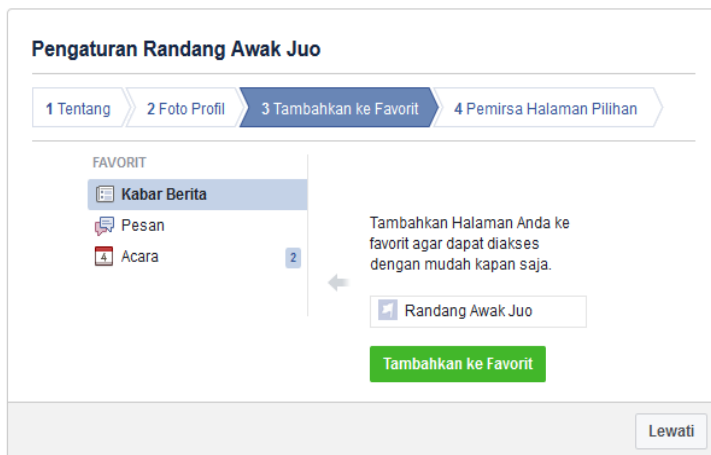 Pengaturan Randang Awak Juo
1 Tentang 2 Foto Profil 3 Tambahkan ke Favorit 4 Pemirsa Halaman Pilihan
FAVORIT
Kabar Berita
Pesan
4 Acara 2
Tambahkan Halaman Anda ke
favorit agar dapat diakses
dengan mudah kapan saja.
Randang Awak Juo
Tambahkan ke Favorit
Lewati